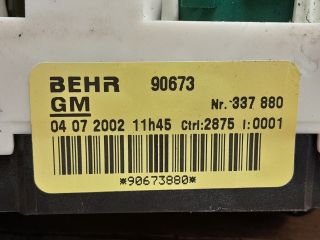 BEHR 90673
GM Nr. 337 880
04 07 2002 11h45 Ctrl:2875 I:0001
*90673880*